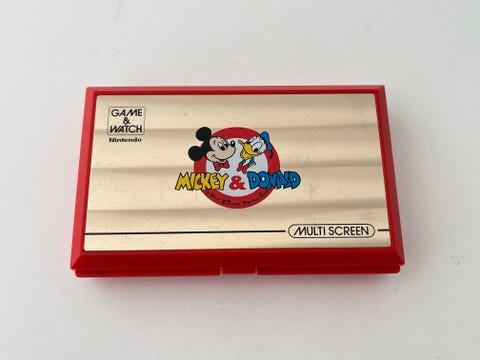 GAME
&
WATCH
Nintendo
MICKEY & DONALD
MULTI SCREEN